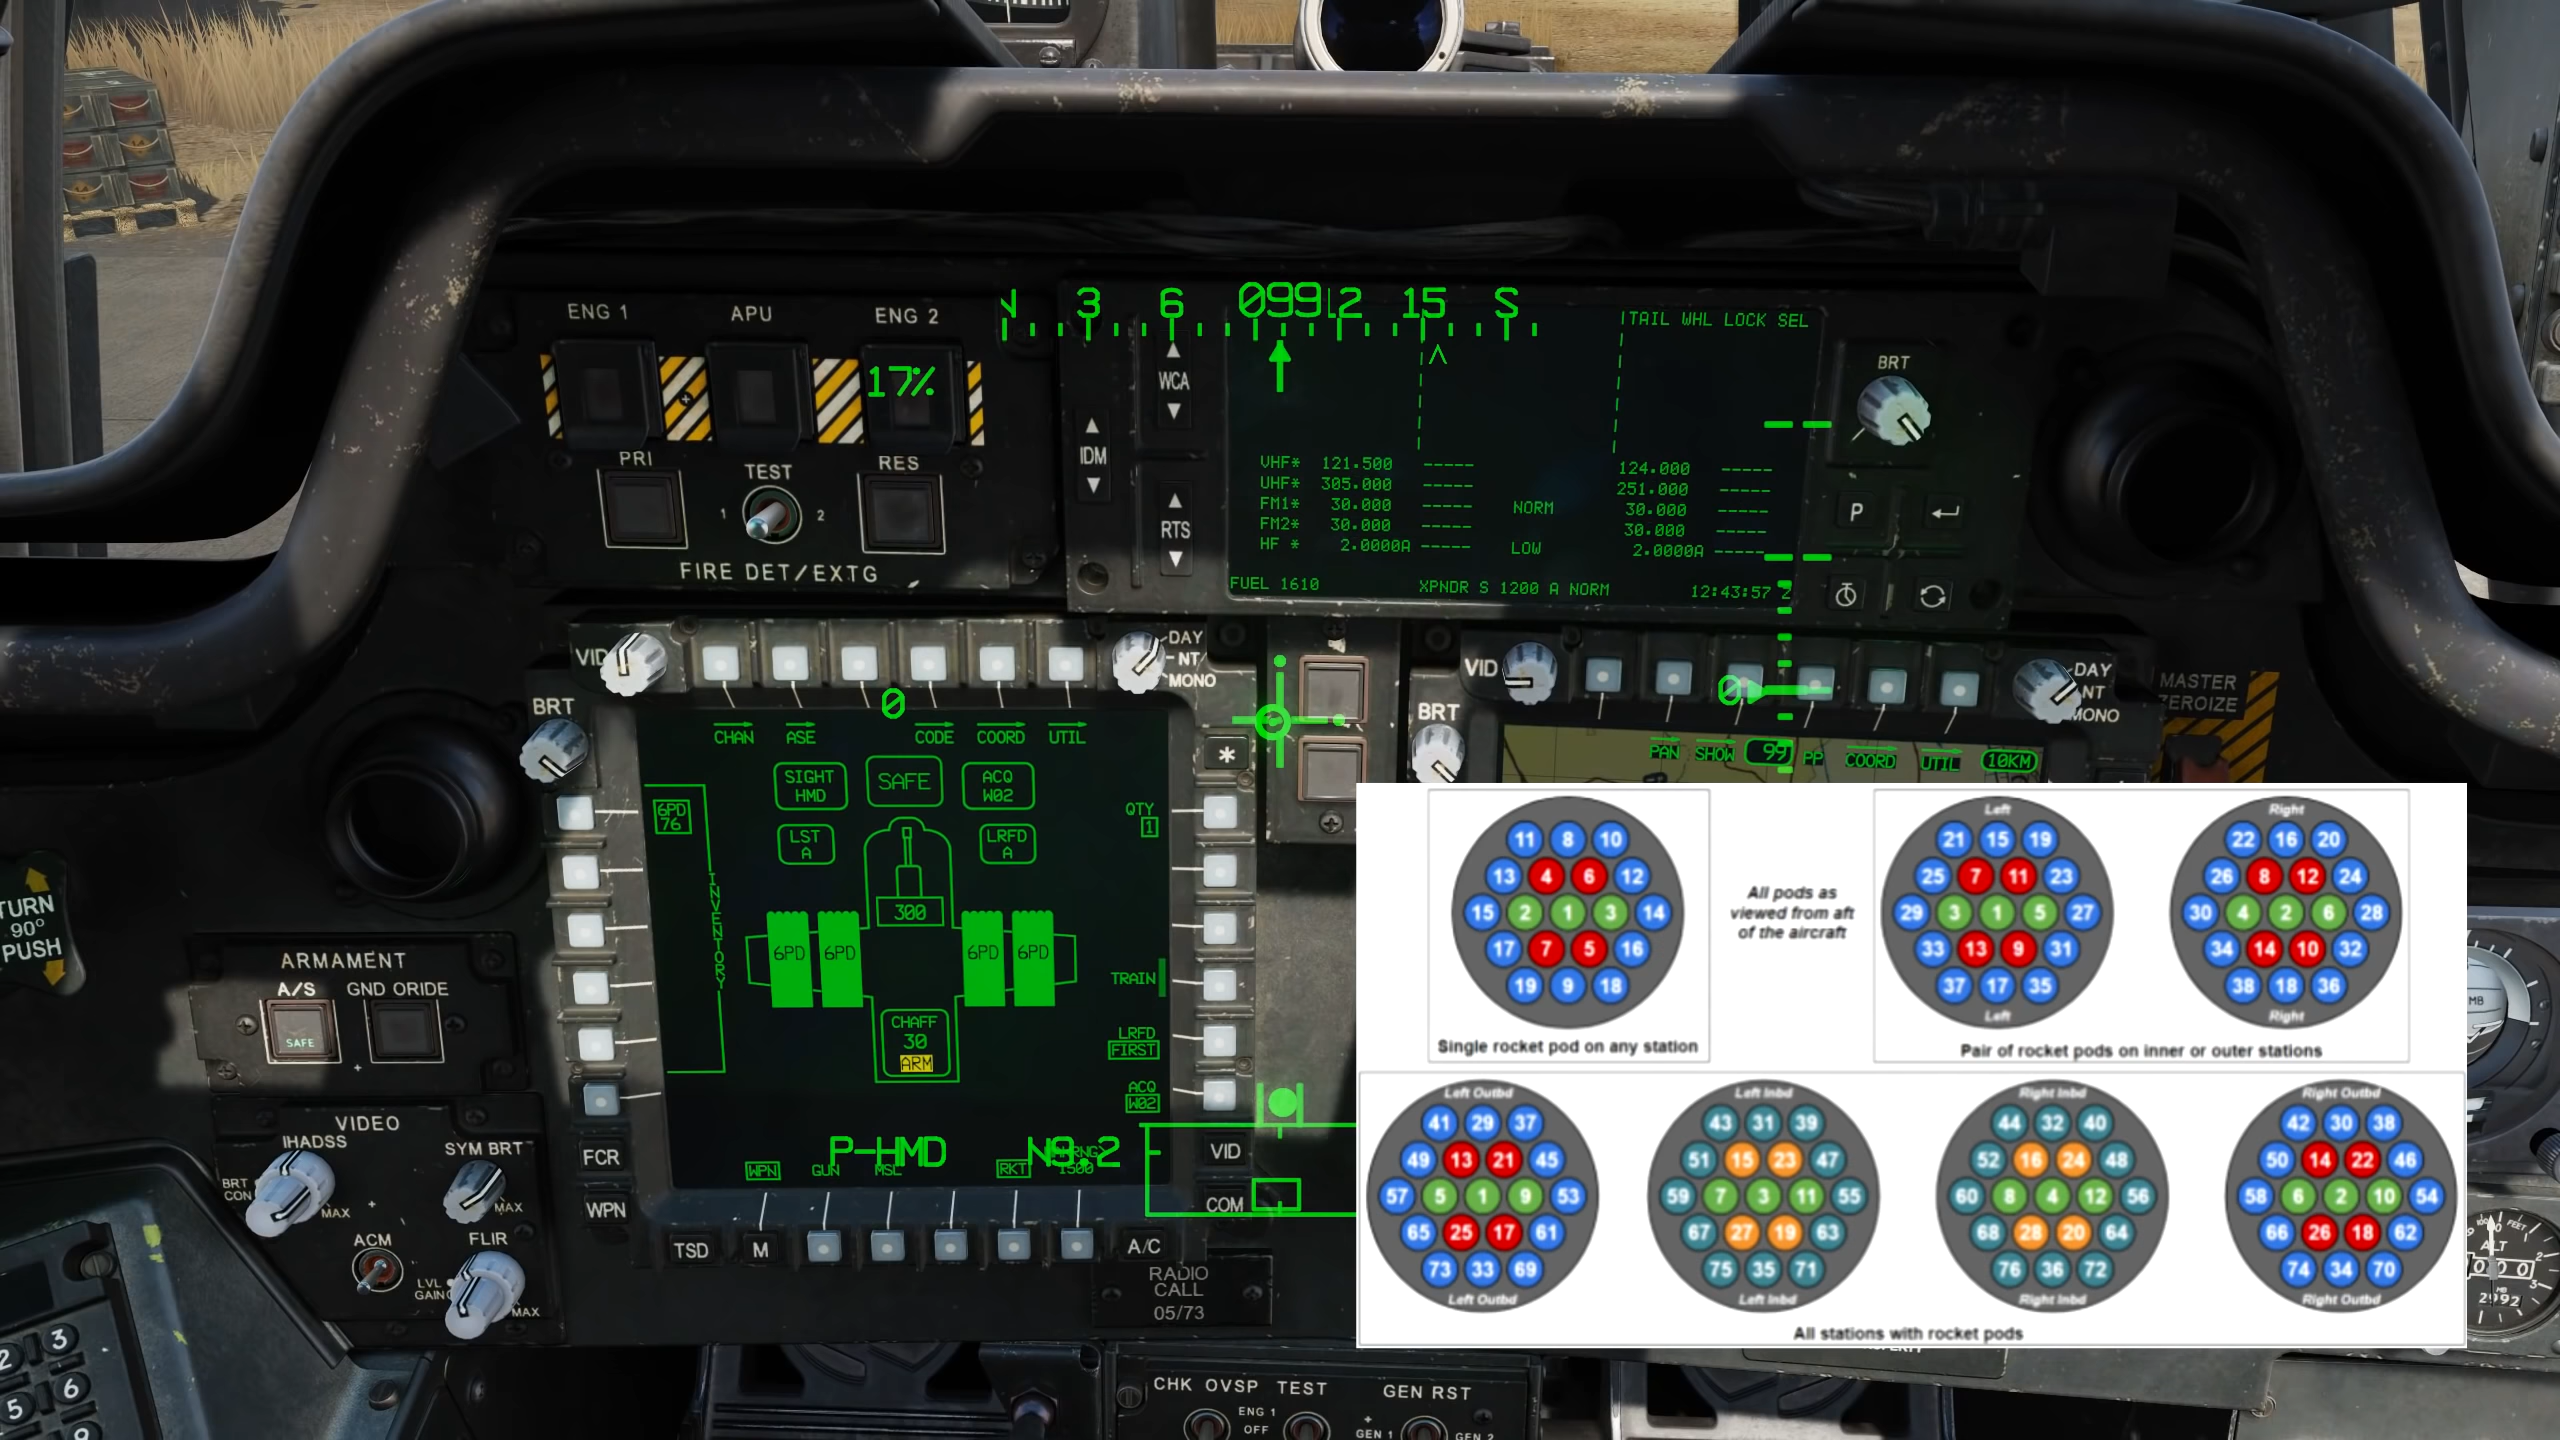 ENG 1 APU ENG 2
17%
PRI TEST RES
1 2
FIRE DET/EXTG
3 6 099 12 15 S
TAIL WHL LOCK SEL
WCA
IDM
RTS
BRT
VHF* 121.500 ----- 124.000 -----
UHF* 305.000 ----- 251.000 -----
FM1* 30.000 ----- NORM 30.000 -----
FM2* 30.000 ----- 30.000 -----
HF * 2.0000A ----- LOW 2.0000A -----
FUEL 1610 XPNDR S 1200 A NORM 12:43:57 Z
P
VID DAY
NT
MONO
BRT
0
*
CHAN ASE CODE COORD UTIL
SIGHT
HMD
SAFE
ACQ
W02
6PD
76
QTY
1
LST
A
LRFD
A
INVENTORY
300
6PD 6PD 6PD 6PD
TRAIN
CHAFF
30
ARM
LRFD
FIRST
ACQ
W02
P-HMD N9.2
WPN GUN MSL RKT
1500
FCR
WPN
VID
COM
TSD M A/C
RADIO
CALL
05/73
VID DAY
NT
MONO
BRT
0
PAN SHOW 99 PP COORD UTIL 10KM
MASTER
ZEROIZE
TURN
90°
PUSH
ARMAMENT
A/S GND ORIDE
SAFE
VIDEO
IHADSS SYM BRT
BRT
CON
MAX
MAX
ACM FLIR
LVL
GAIN
MAX
2 3
5 6
9
CHK OVSP TEST GEN RST
ENG 1
OFF
GEN 1 GEN 2
MB
FEET
ALT
2992
11 8 10
13 4 6 12
15 2 1 3 14
17 7 5 16
19 9 18
Single rocket pod on any station
All pods as
viewed from aft
of the aircraft
Left
21 15 19
25 7 11 23
29 3 1 5 27
33 13 9 31
37 17 35
Left
Right
22 16 20
26 8 12 24
30 4 2 6 28
34 14 10 32
38 18 36
Right
Pair of rocket pods on inner or outer stations
Left Outbd
41 29 37
49 13 21 45
57 5 1 9 53
65 25 17 61
73 33 69
Left Outbd
Left Inbd
43 31 39
51 15 23 47
59 7 3 11 55
67 27 19 63
75 35 71
Left Inbd
Right Inbd
44 32 40
52 16 24 48
60 8 4 12 56
68 28 20 64
76 36 72
Right Inbd
Right Outbd
42 30 38
50 14 22 46
58 6 2 10 54
66 26 18 62
74 34 70
Right Outbd
All stations with rocket pods